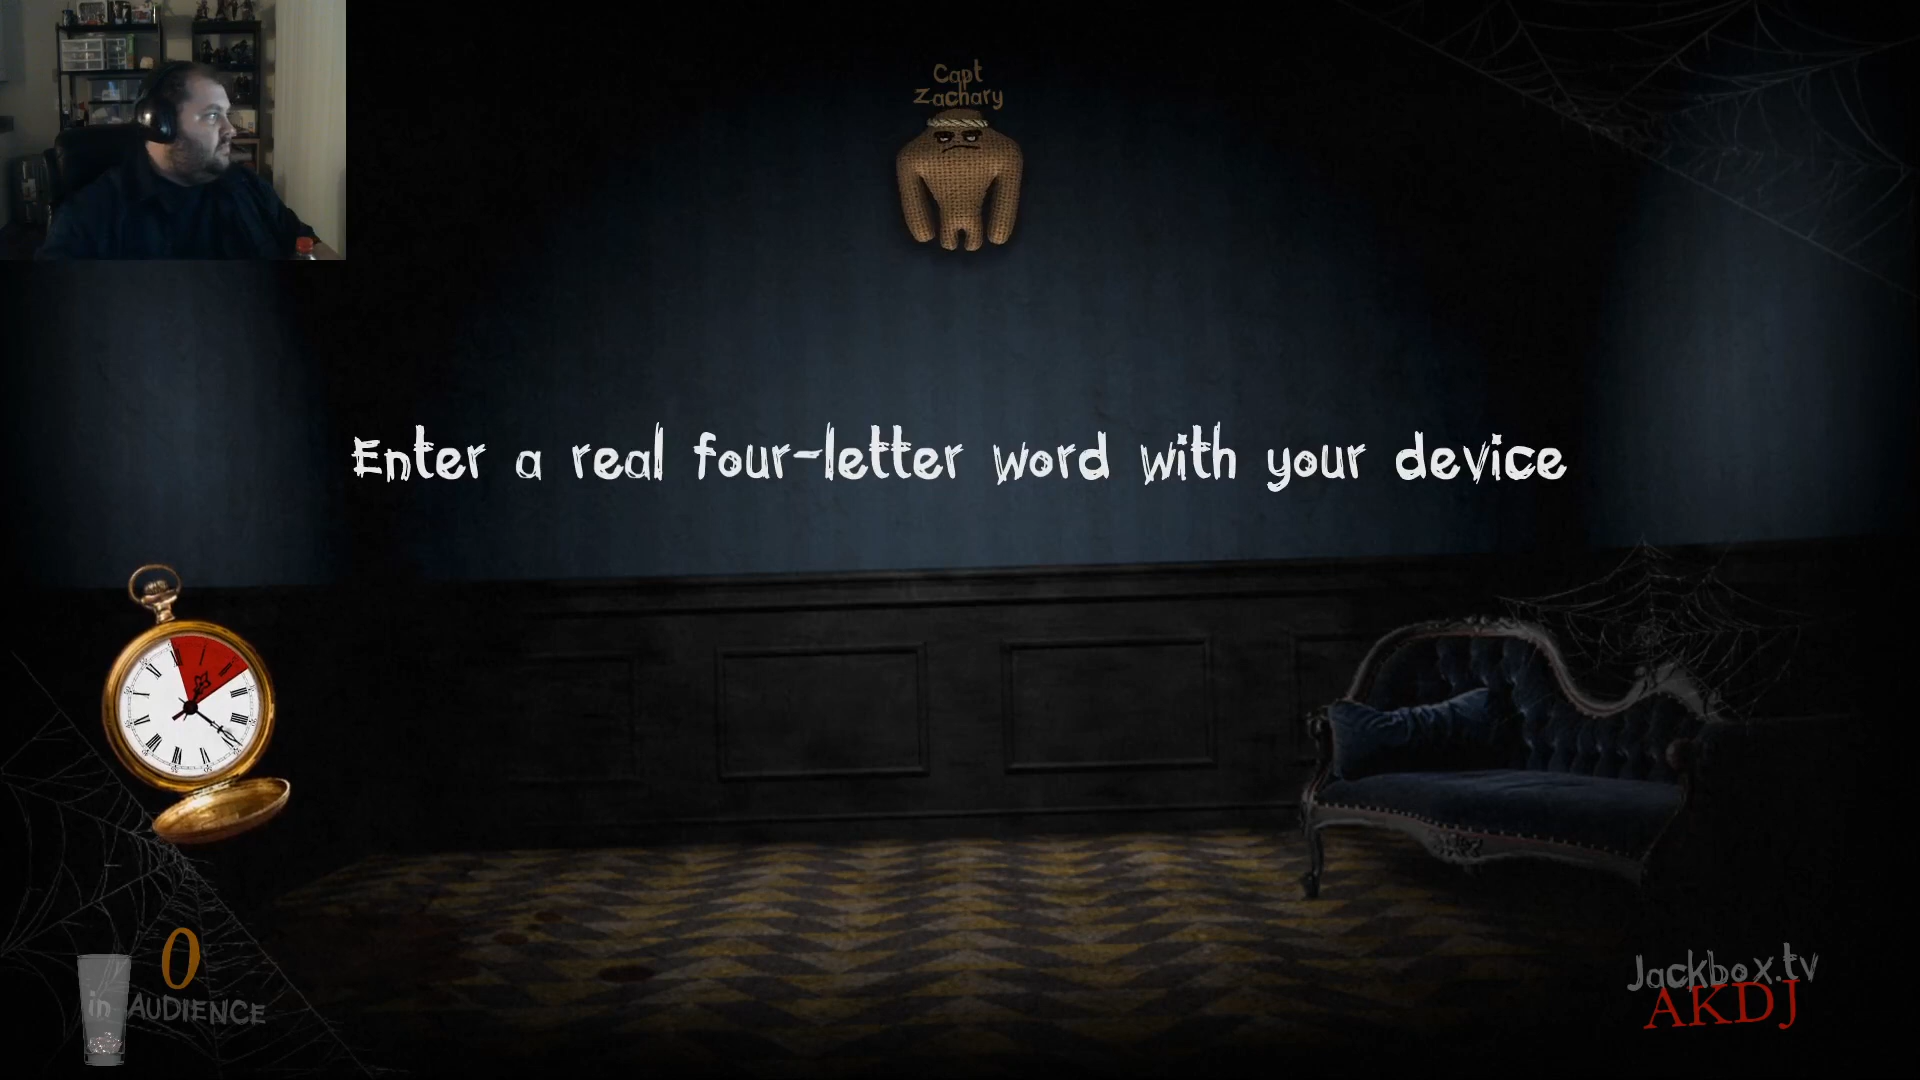 Capt
Zachary
Enter a real four-letter word with your device
0
in AUDIENCE
Jackbox.tv
AKDJ